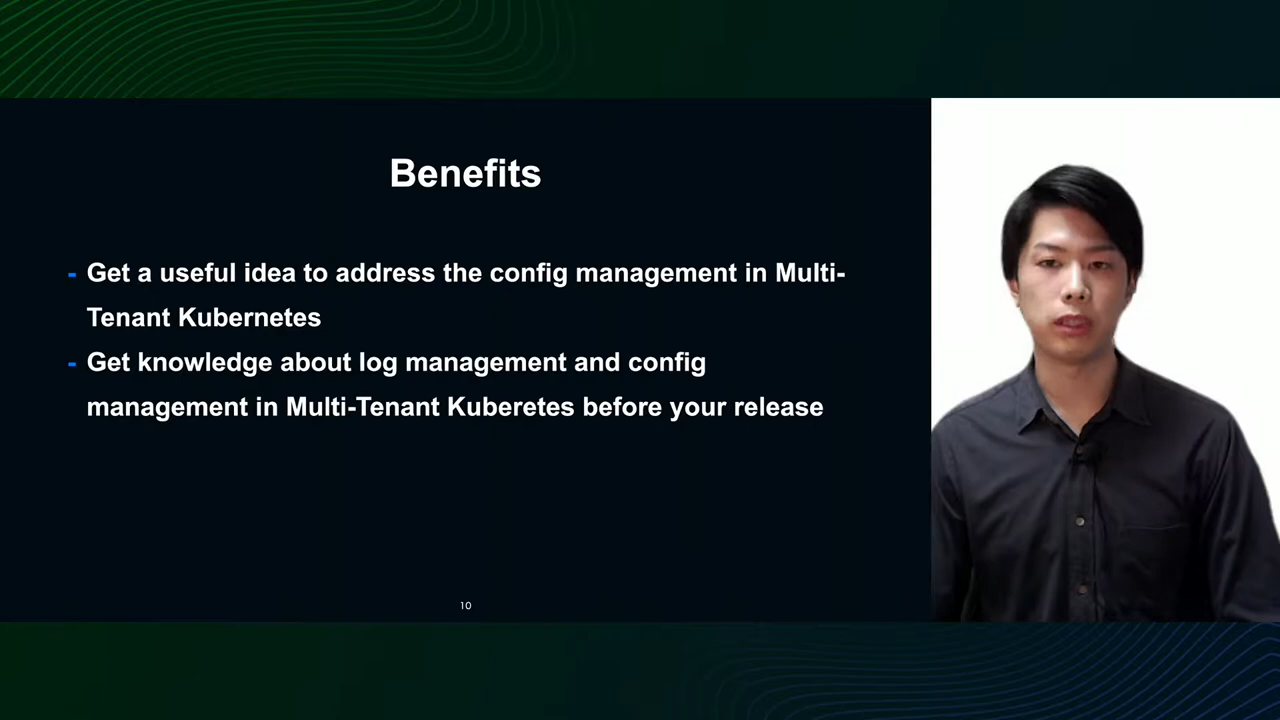 Benefits
- Get a useful idea to address the config management in Multi-
Tenant Kubernetes
- Get knowledge about log management and config
management in Multi-Tenant Kuberetes before your release
10